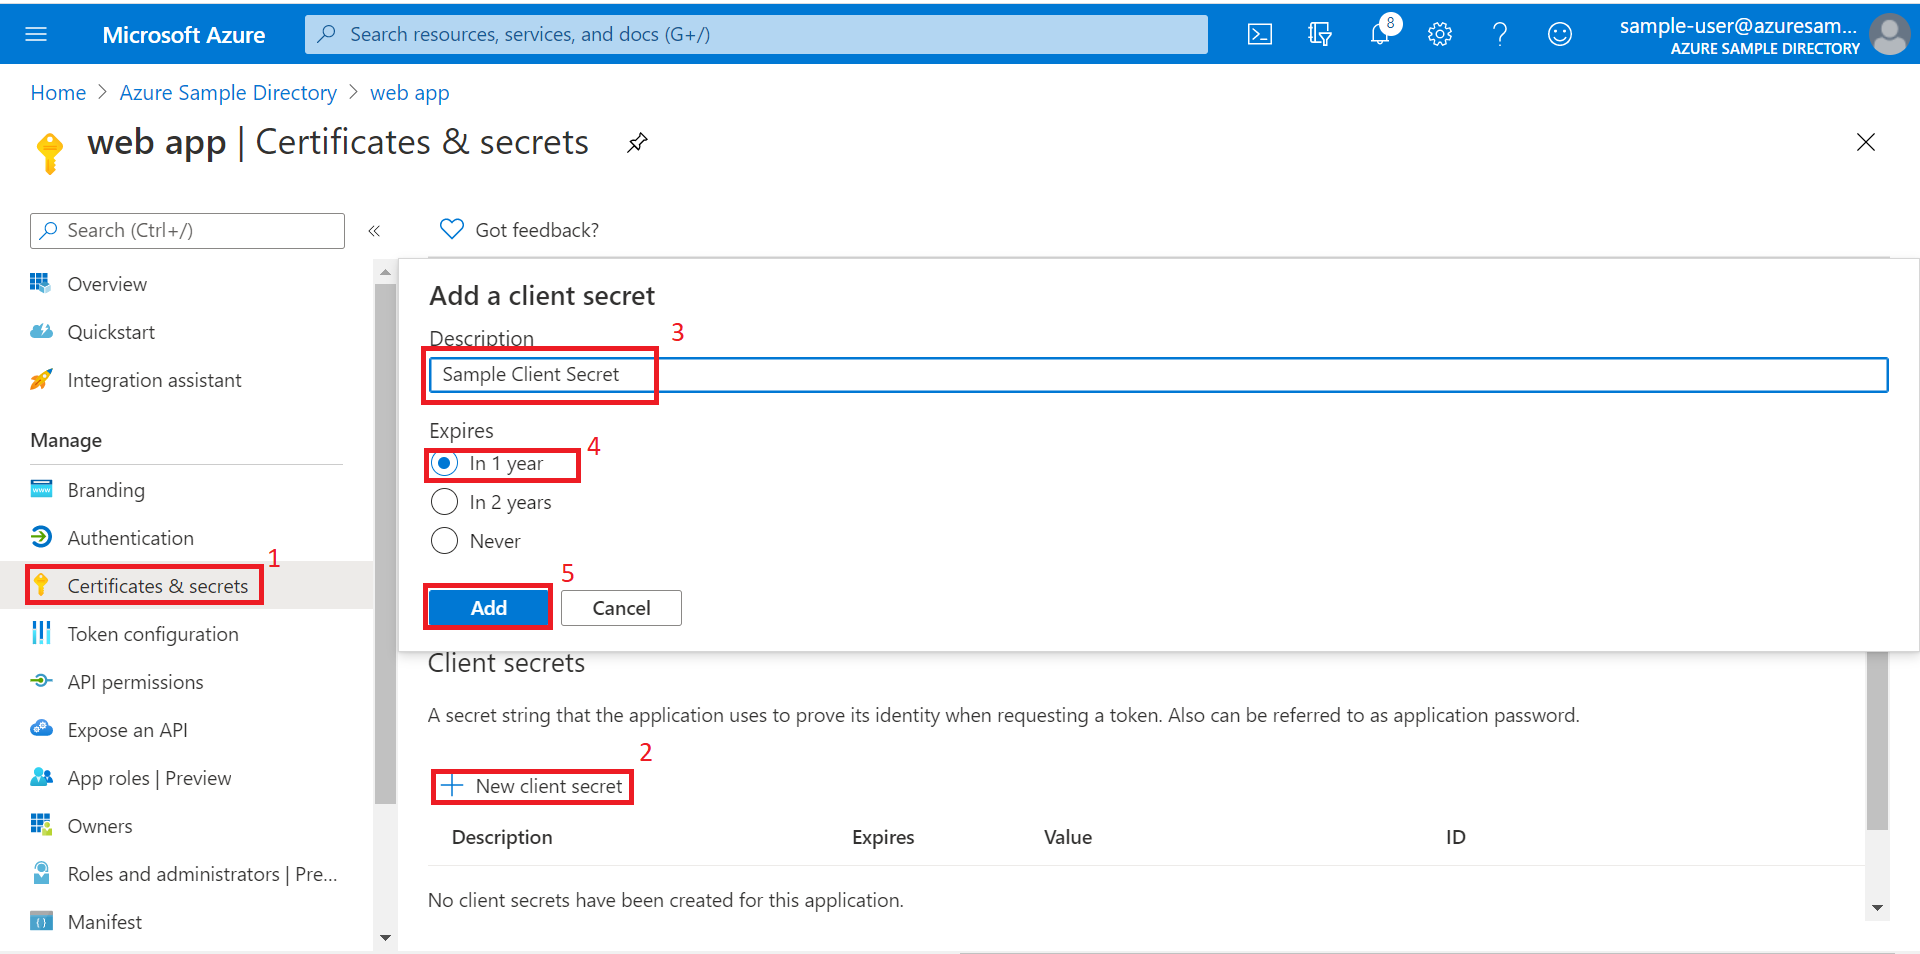 Microsoft Azure
Search resources, services, and docs (G+/)
8
sample-user@azuresam...
AZURE SAMPLE DIRECTORY
Home > Azure Sample Directory > web app
web app | Certificates & secrets
Search (Ctrl+/)
«
Got feedback?
Overview
Quickstart
Integration assistant
Manage
Branding
Authentication
1
Certificates & secrets
Token configuration
API permissions
Expose an API
App roles | Preview
Owners
Roles and administrators | Pre...
Manifest
Add a client secret
Description
3
Sample Client Secret
Expires
4
In 1 year
In 2 years
Never
5
Add
Cancel
Client secrets
A secret string that the application uses to prove its identity when requesting a token. Also can be referred to as application password.
2
New client secret
Description Expires Value ID
No client secrets have been created for this application.